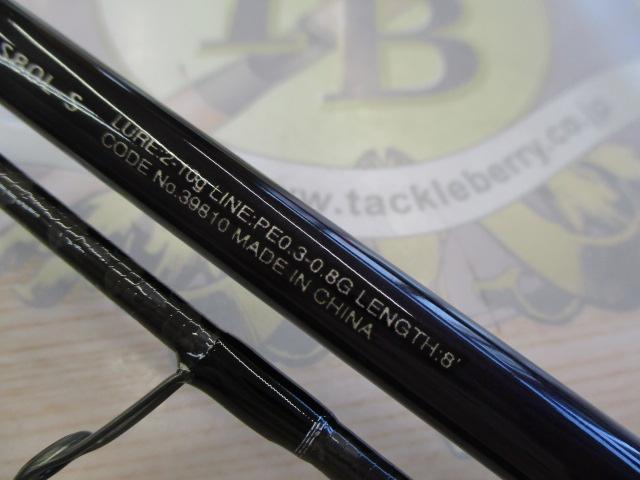 S80L-S
LURE:2-10g LINE:PE0.3-0.8G LENGTH:8'
CODE No.39810 MADE IN CHINA
TB
www.tackleberry.co.jp